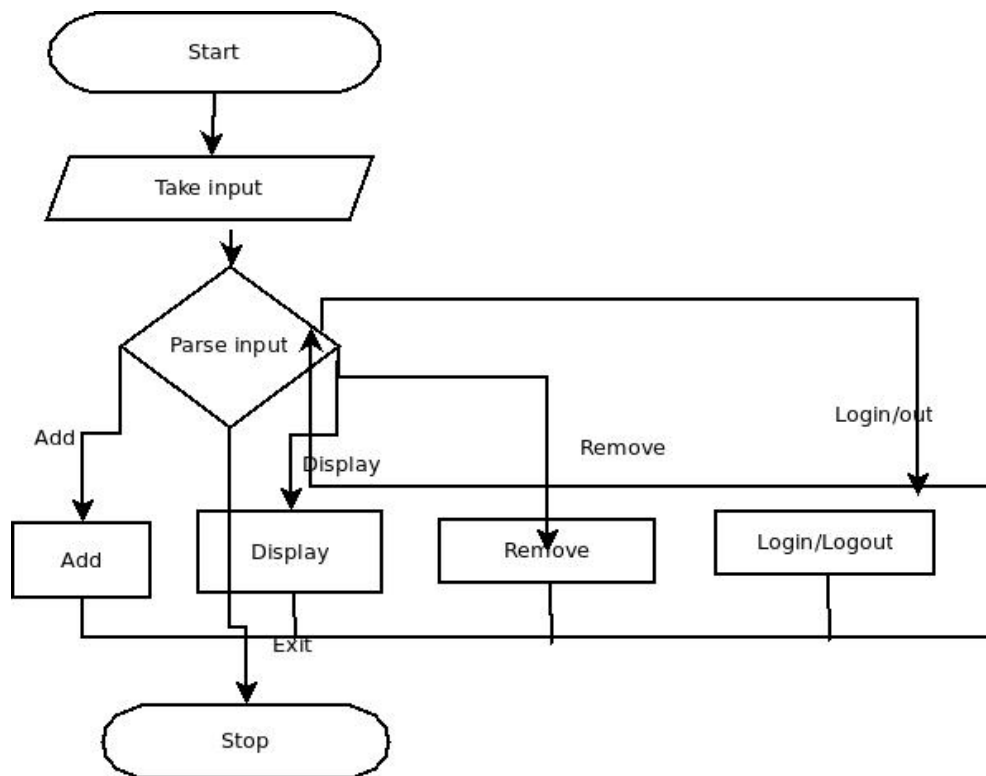 Start
Take input
Parse input
Add
Display
Remove
Login/out
Add
Display
Remove
Login/Logout
Exit
Stop